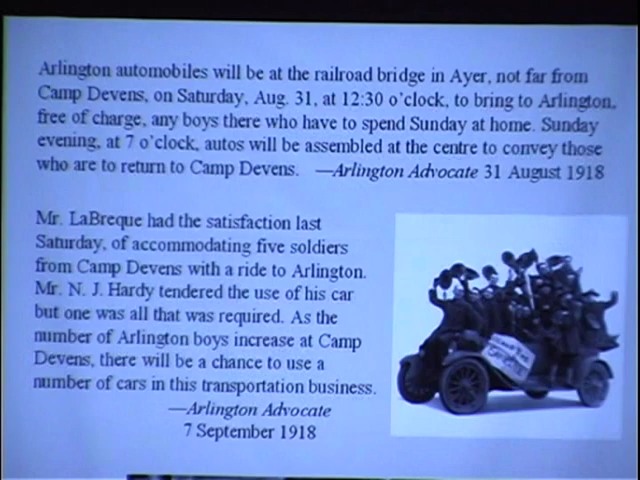 Arlington automobiles will be at the railroad bridge in Ayer, not far from
Camp Devens, on Saturday, Aug. 31, at 12:30 o'clock, to bring to Arlington,
free of charge, any boys there who have to spend Sunday at home. Sunday
evening, at 7 o'clock, autos will be assembled at the centre to convey those
who are to return to Camp Devens. —Arlington Advocate 31 August 1918
Mr. LaBreque had the satisfaction last
Saturday, of accommodating five soldiers
from Camp Devens with a ride to Arlington.
Mr. N. J. Hardy tendered the use of his car
but one was all that was required. As the
number of Arlington boys increase at Camp
Devens, there will be a chance to use a
number of cars in this transportation business.
—Arlington Advocate
7 September 1918